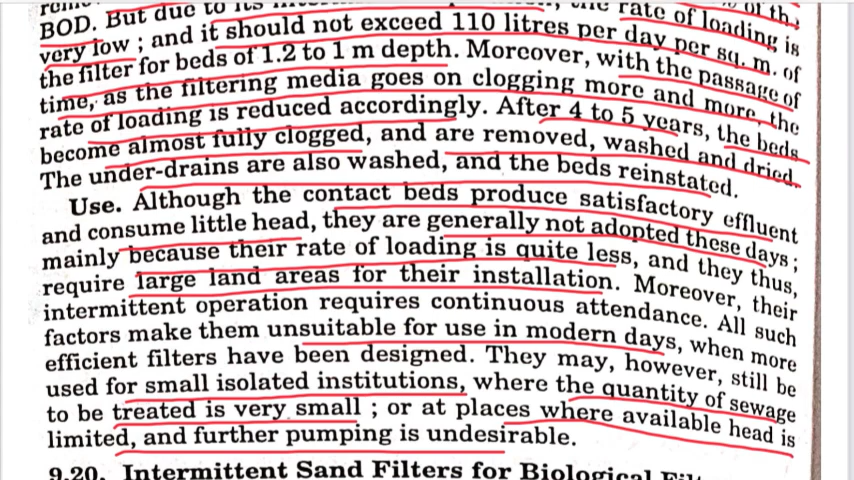 BOD. But due to its the rate of loading is
very low ; and it should not exceed 110 litres per day per sq. m. of
the filter for beds of 1.2 to 1 m depth. Moreover, with the passage of
time, as the filtering media goes on clogging more and more, the
rate of loading is reduced accordingly. After 4 to 5 years, the beds
become almost fully clogged, and are removed, washed and dried.
The under-drains are also washed, and the beds reinstated.
Use. Although the contact beds produce satisfactory effluent
and consume little head, they are generally not adopted these days ;
mainly because their rate of loading is quite less, and they thus,
require large land areas for their installation. Moreover, their
intermittent operation requires continuous attendance. All such
factors make them unsuitable for use in modern days, when more
efficient filters have been designed. They may, however, still be
used for small isolated institutions, where the quantity of sewage
to be treated is very small ; or at places where available head is
limited, and further pumping is undesirable.
9.20. Intermittent Sand Filters for Biological